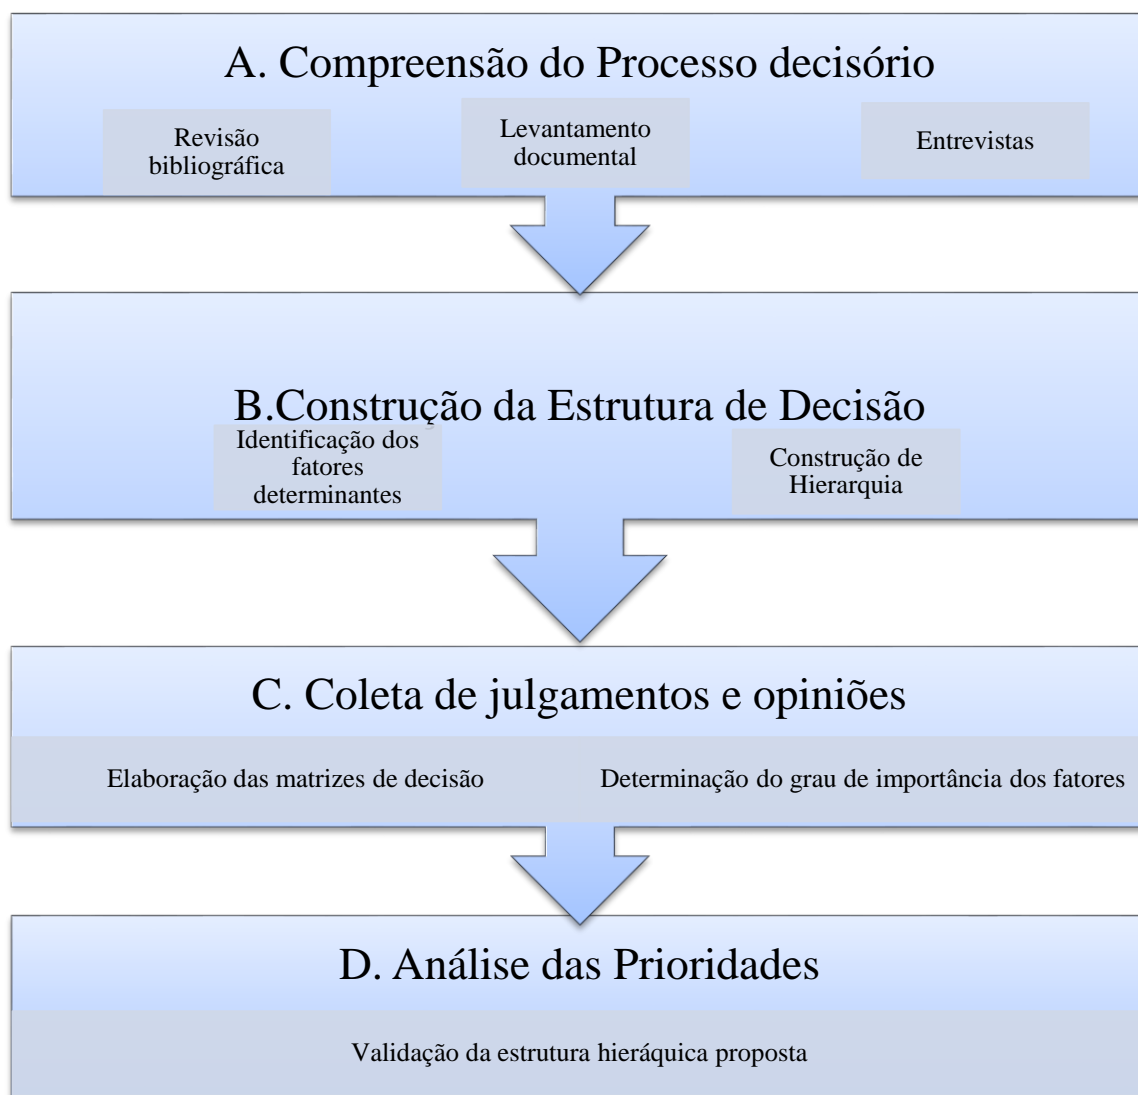 A. Compreensão do Processo decisório
Revisão
bibliográfica
Levantamento
documental
Entrevistas
B.Construção da Estrutura de Decisão
Identificação dos
fatores
determinantes
Construção de
Hierarquia
C. Coleta de julgamentos e opiniões
Elaboração das matrizes de decisão
Determinação do grau de importância dos fatores
D. Análise das Prioridades
Validação da estrutura hieráquica proposta